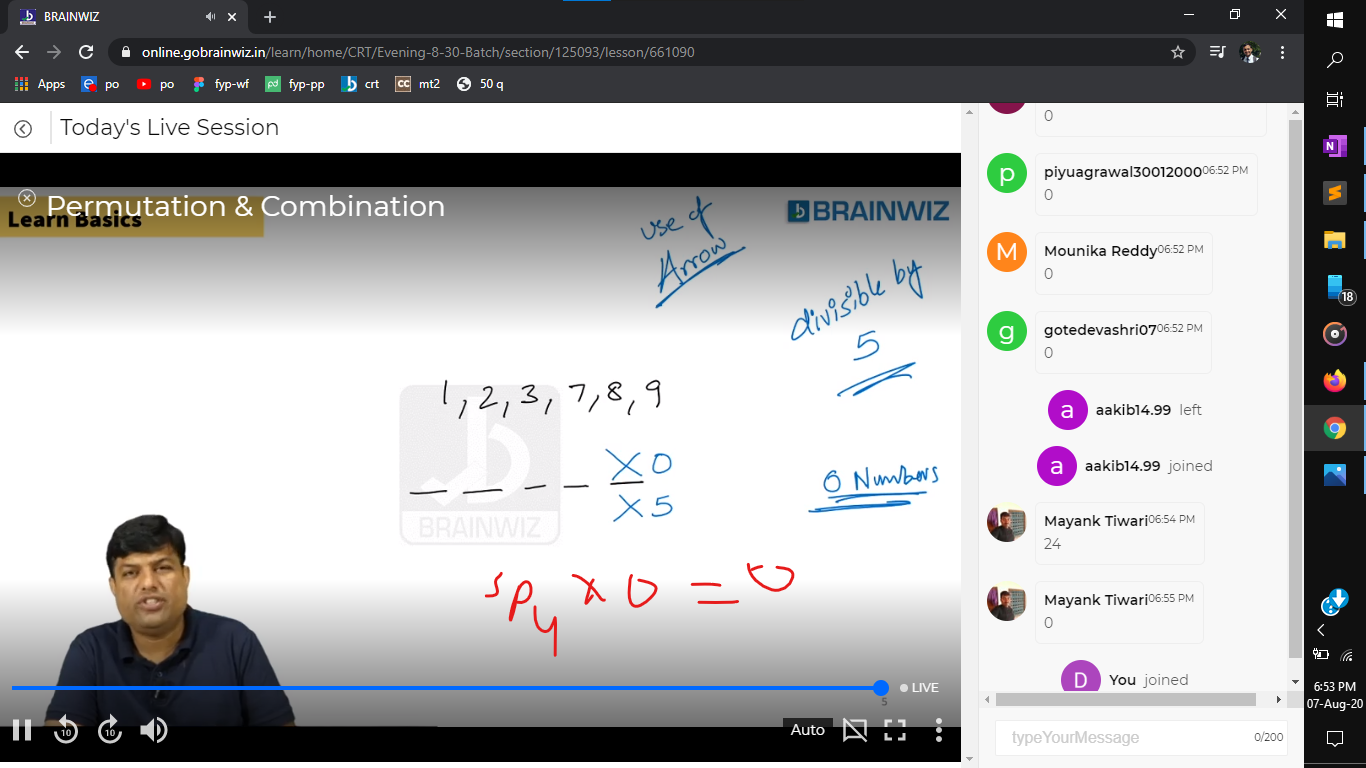 BRAINWIZ
online.gobrainwiz.in/learn/home/CRT/Evening-8-30-Batch/section/125093/lesson/661090
Apps po po fyp-wf fyp-pp crt mt2 50 q
Today's Live Session
Permutation & Combination
Learn Basics
BRAINWIZ
use of
Arrow
divisible by
5
1, 2, 3, 7, 8, 9
X 0
X 5
0 Numbers
BRAINWIZ
5P4 x 0 = 0
5
LIVE
10 10
Auto
0
p
piyuagrawal30012000 06:52 PM
0
M
Mounika Reddy 06:52 PM
0
g
gotedevashri07 06:52 PM
0
a aakib14.99 left
a aakib14.99 joined
Mayank Tiwari 06:54 PM
24
Mayank Tiwari 06:55 PM
0
D You joined
typeYourMessage 0/200
18
6:53 PM
07-Aug-20